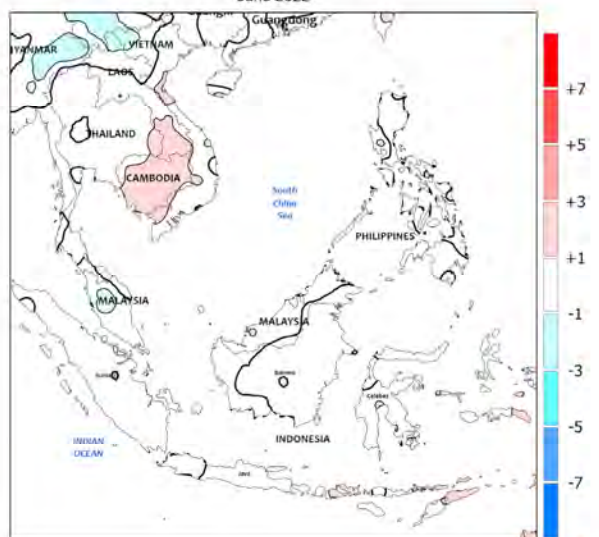 Guangdong
YANMAR
VIETNAM
LAOS
THAILAND
CAMBODIA
South
China
Sea
PHILIPPINES
MALAYSIA
MALAYSIA
Borneo
Celebes
INDONESIA
INDIAN
OCEAN
Java
+7
+5
+3
+1
-1
-3
-5
-7